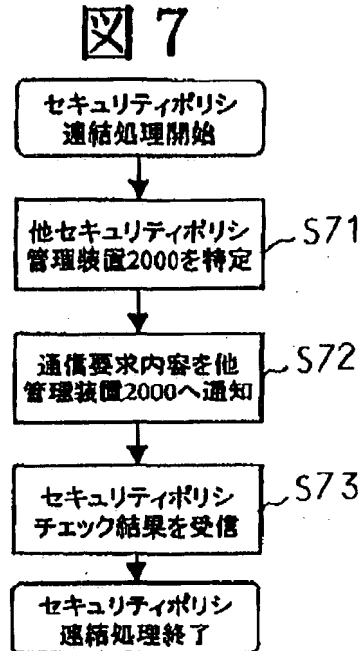 図 7
セキュリティポリシ
連結処理開始
他セキュリティポリシ
管理装置2000を特定
S71
通信要求内容を他
管理装置2000へ通知
S72
セキュリティポリシ
チェック結果を受信
S73
セキュリティポリシ
連結処理終了